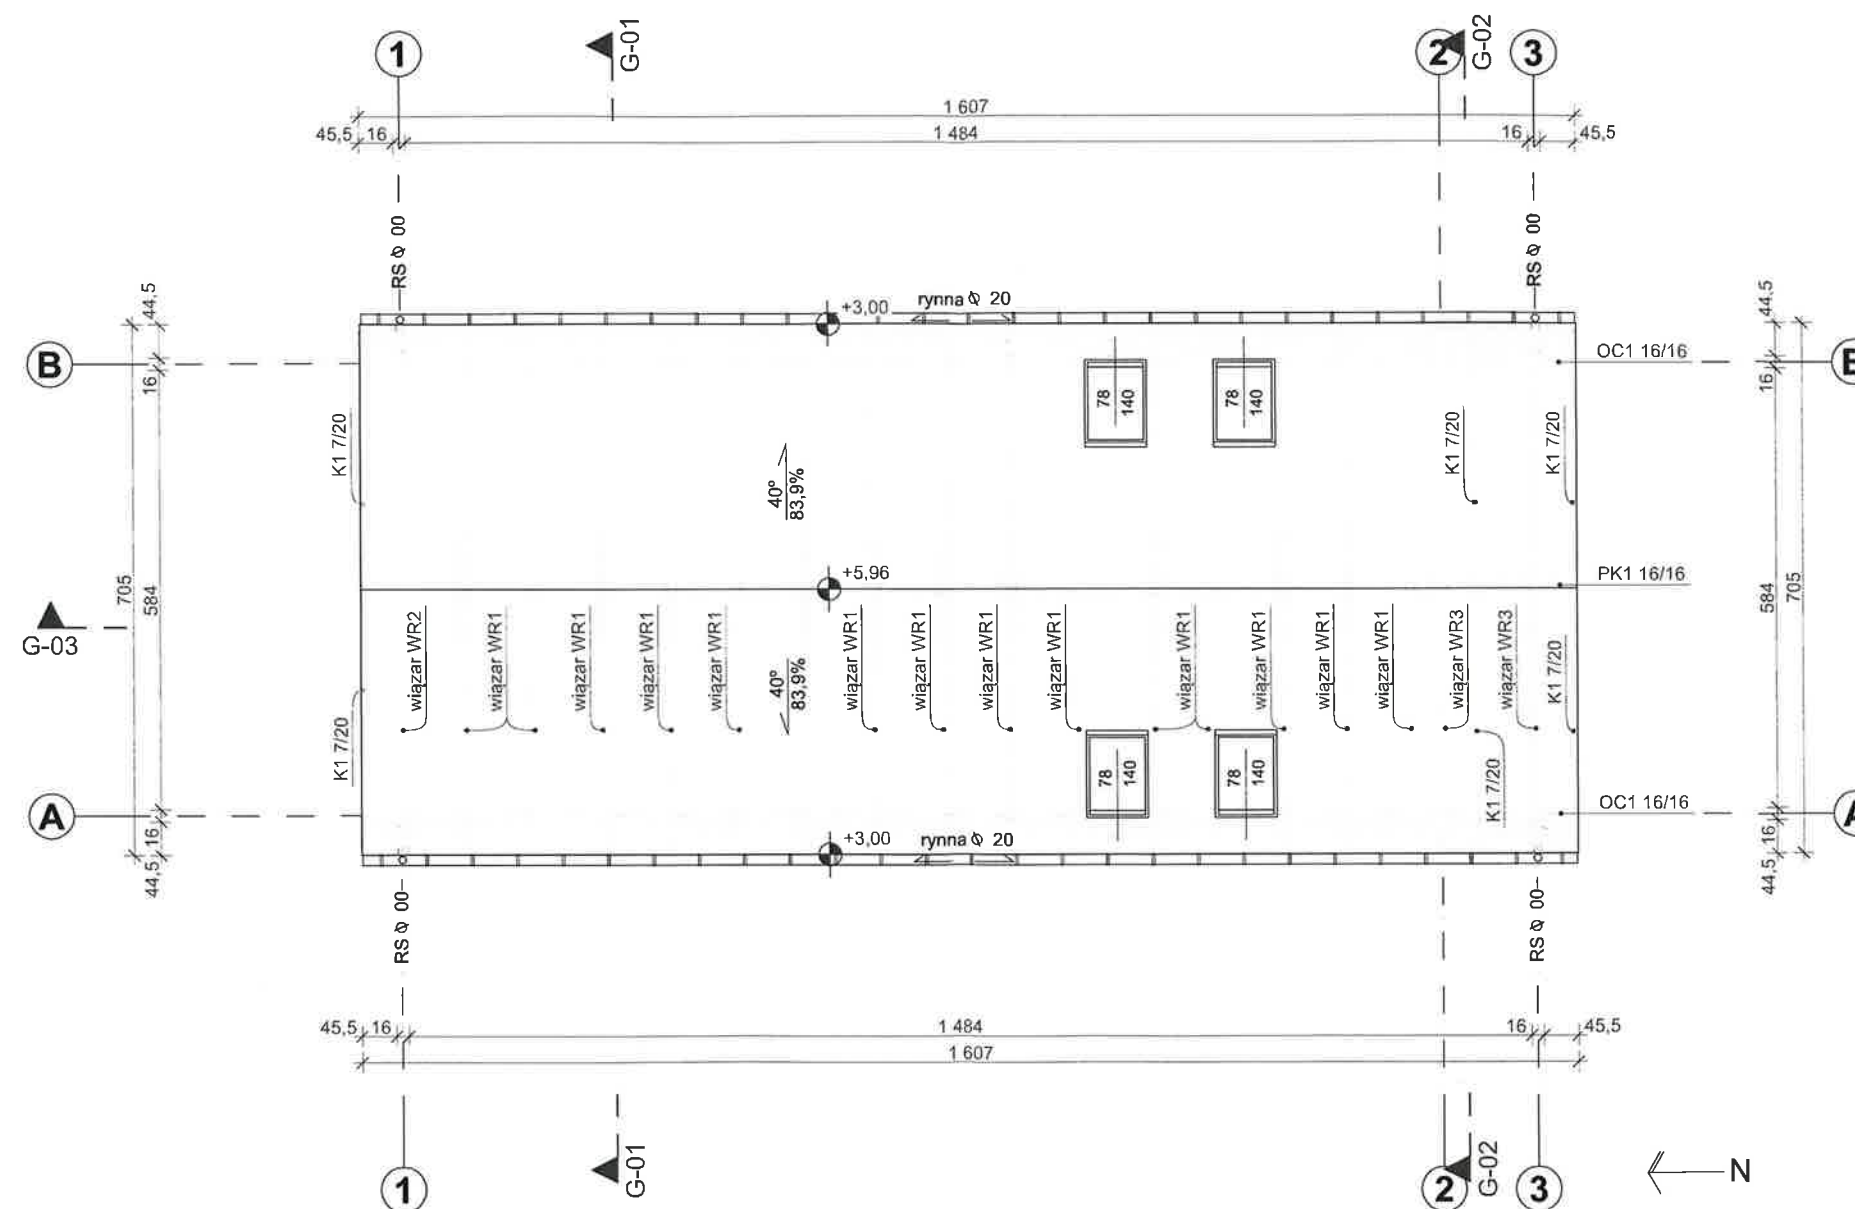 1
G-01
2
G-02
3
1 607
45,5 16 1 484 16 45,5
RS φ 00
RS φ 00
44,5
44,5
+3,00
rynna φ 20
B
OC1 16/16
B
16
16
78
140
78
140
K1 7/20
K1 7/20
K1 7/20
40°
83,9%
+5,96
PK1 16/16
705
584
584
705
G-03
wiązar WR2
wiązar WR1
wiązar WR1
wiązar WR1
wiązar WR1
40°
83,9%
wiązar WR1
wiązar WR1
wiązar WR1
wiązar WR1
wiązar WR1
wiązar WR1
wiązar WR1
wiązar WR1
wiązar WR3
wiązar WR3
K1 7/20
K1 7/20
78
140
78
140
K1 7/20
A
OC1 16/16
A
16
16
+3,00
rynna φ 20
44,5
44,5
RS φ 00
RS φ 00
45,5 16 1 484 16 45,5
1 607
1
G-01
2
G-02
3
N